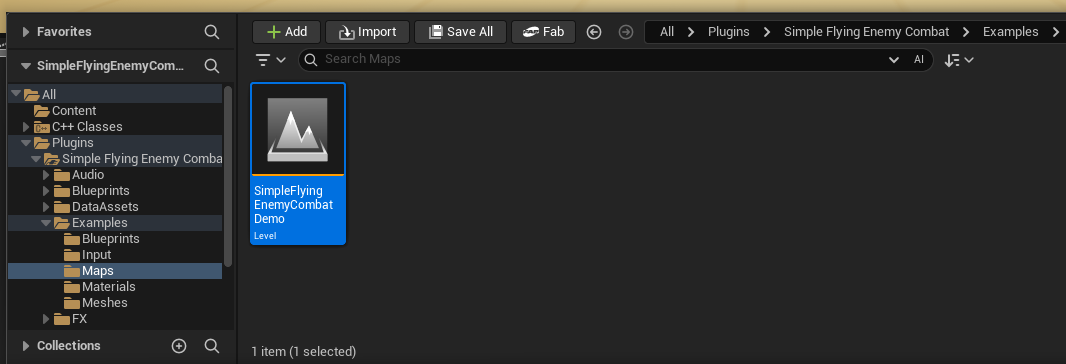 Favorites
Add
Import
Save All
Fab
All
Plugins
Simple Flying Enemy Combat
Examples
SimpleFlyingEnemyCom...
Search Maps
All
Content
C++ Classes
Plugins
Simple Flying Enemy Comba
Audio
Blueprints
DataAssets
Examples
Blueprints
Input
Maps
Materials
Meshes
FX
Collections
SimpleFlying
EnemyCombat
Demo
Level
1 item (1 selected)